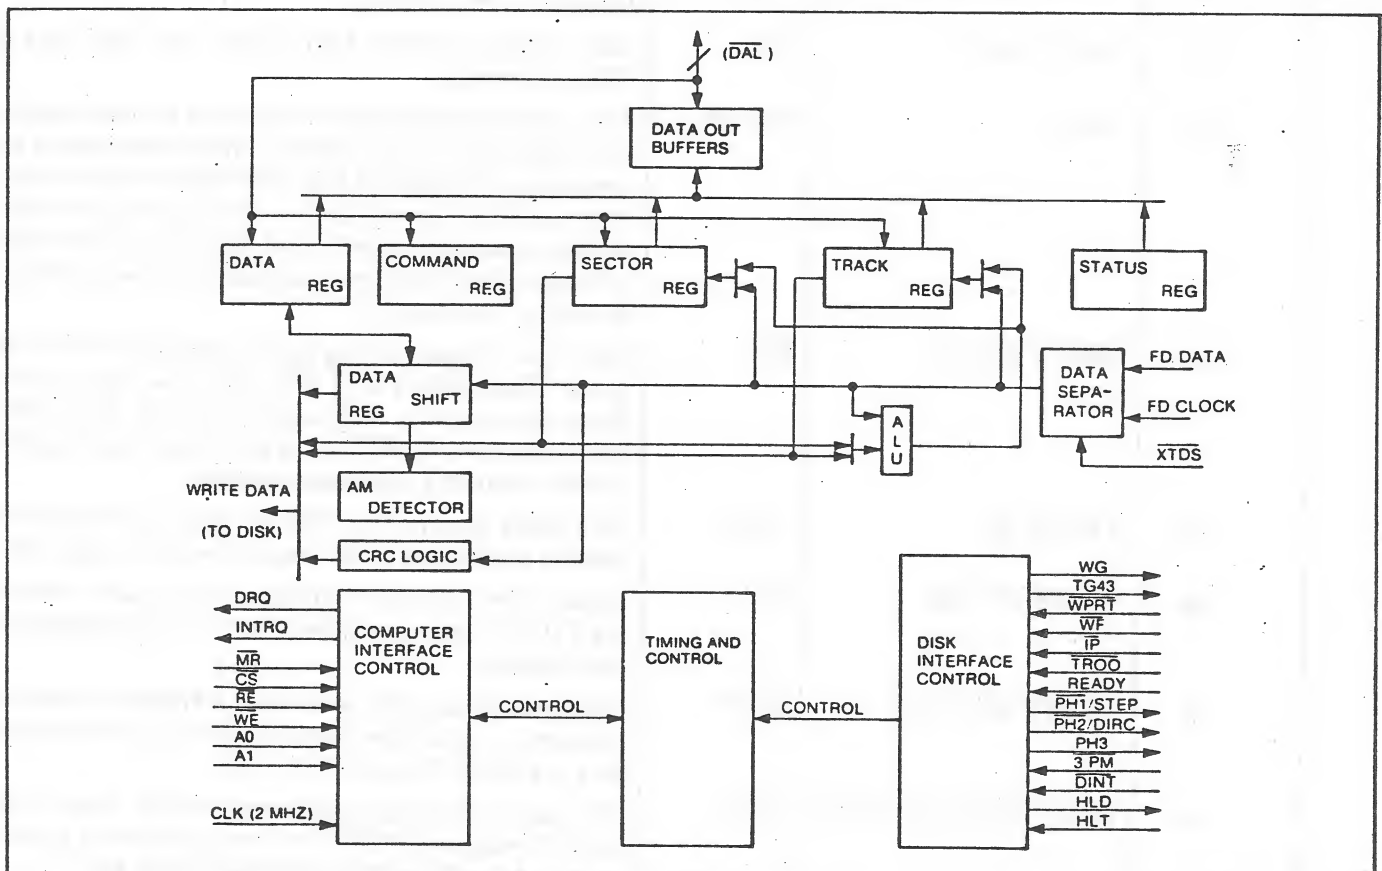 (DAL)
DATA OUT
BUFFERS
DATA
REG
COMMAND
REG
SECTOR
REG
TRACK
REG
STATUS
REG
DATA
SHIFT
REG
DATA
SEPA-
RATOR
FD DATA
FD CLOCK
XTDS
A
L
U
AM
DETECTOR
WRITE DATA
(TO DISK)
CRC LOGIC
DRQ
INTRQ
MR
CS
RE
WE
A0
A1
CLK (2 MHZ)
COMPUTER
INTERFACE
CONTROL
CONTROL
TIMING AND
CONTROL
CONTROL
DISK
INTERFACE
CONTROL
WG
TG43
WPRT
WF
IP
TROO
READY
PH1/STEP
PH2/DIRC
PH3
3 PM
DINT
HLD
HLT